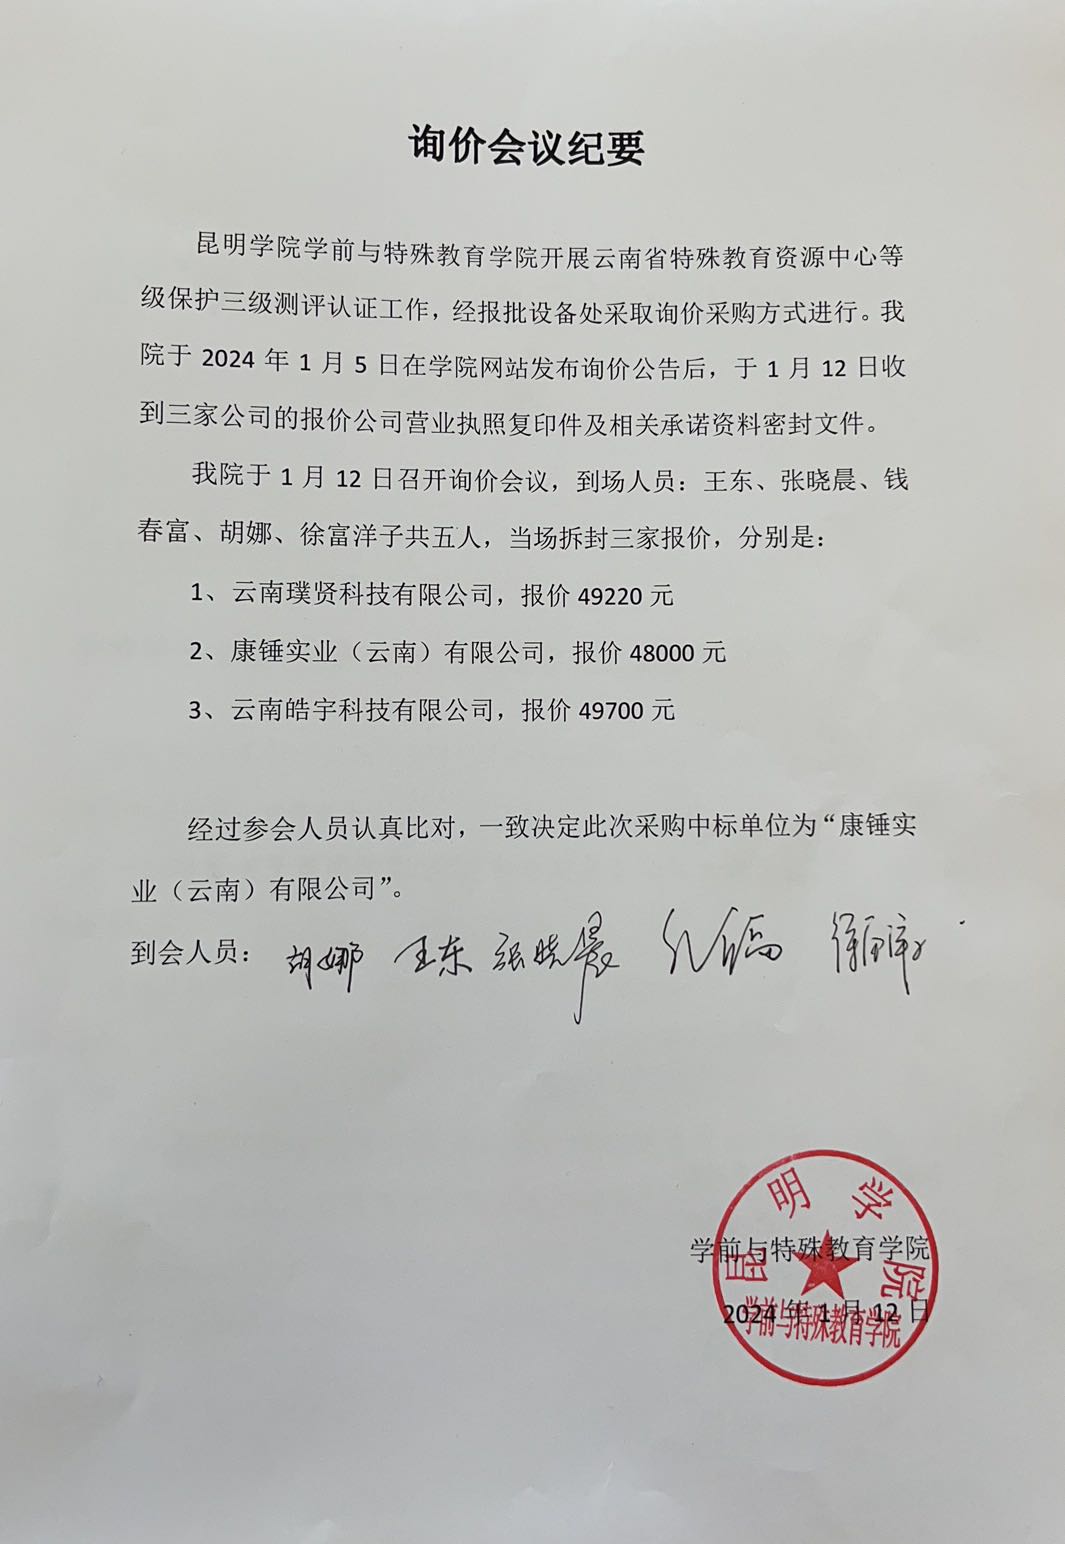 询价会议纪要
昆明学院学前与特殊教育学院开展云南省特殊教育资源中心等
级保护三级测评认证工作，经报批设备处采取询价采购方式进行。我
院于 2024 年 1 月 5 日在学院网站发布询价公告后，于 1 月 12 日收
到三家公司的报价公司营业执照复印件及相关承诺资料密封文件。
我院于 1 月 12 日召开询价会议，到场人员：王东、张晓晨、钱
春富、胡娜、徐富洋子共五人，当场拆封三家报价，分别是：
1、云南璞贤科技有限公司，报价 49220 元
2、康锤实业（云南）有限公司，报价 48000 元
3、云南皓宇科技有限公司，报价 49700 元
经过参会人员认真比对，一致决定此次采购中标单位为“康锤实
业（云南）有限公司”。
到会人员： 胡娜 王东 张晓晨
学前与特殊教育学院
2024 年 1 月 12 日
昆明学院
学前与特殊教育学院